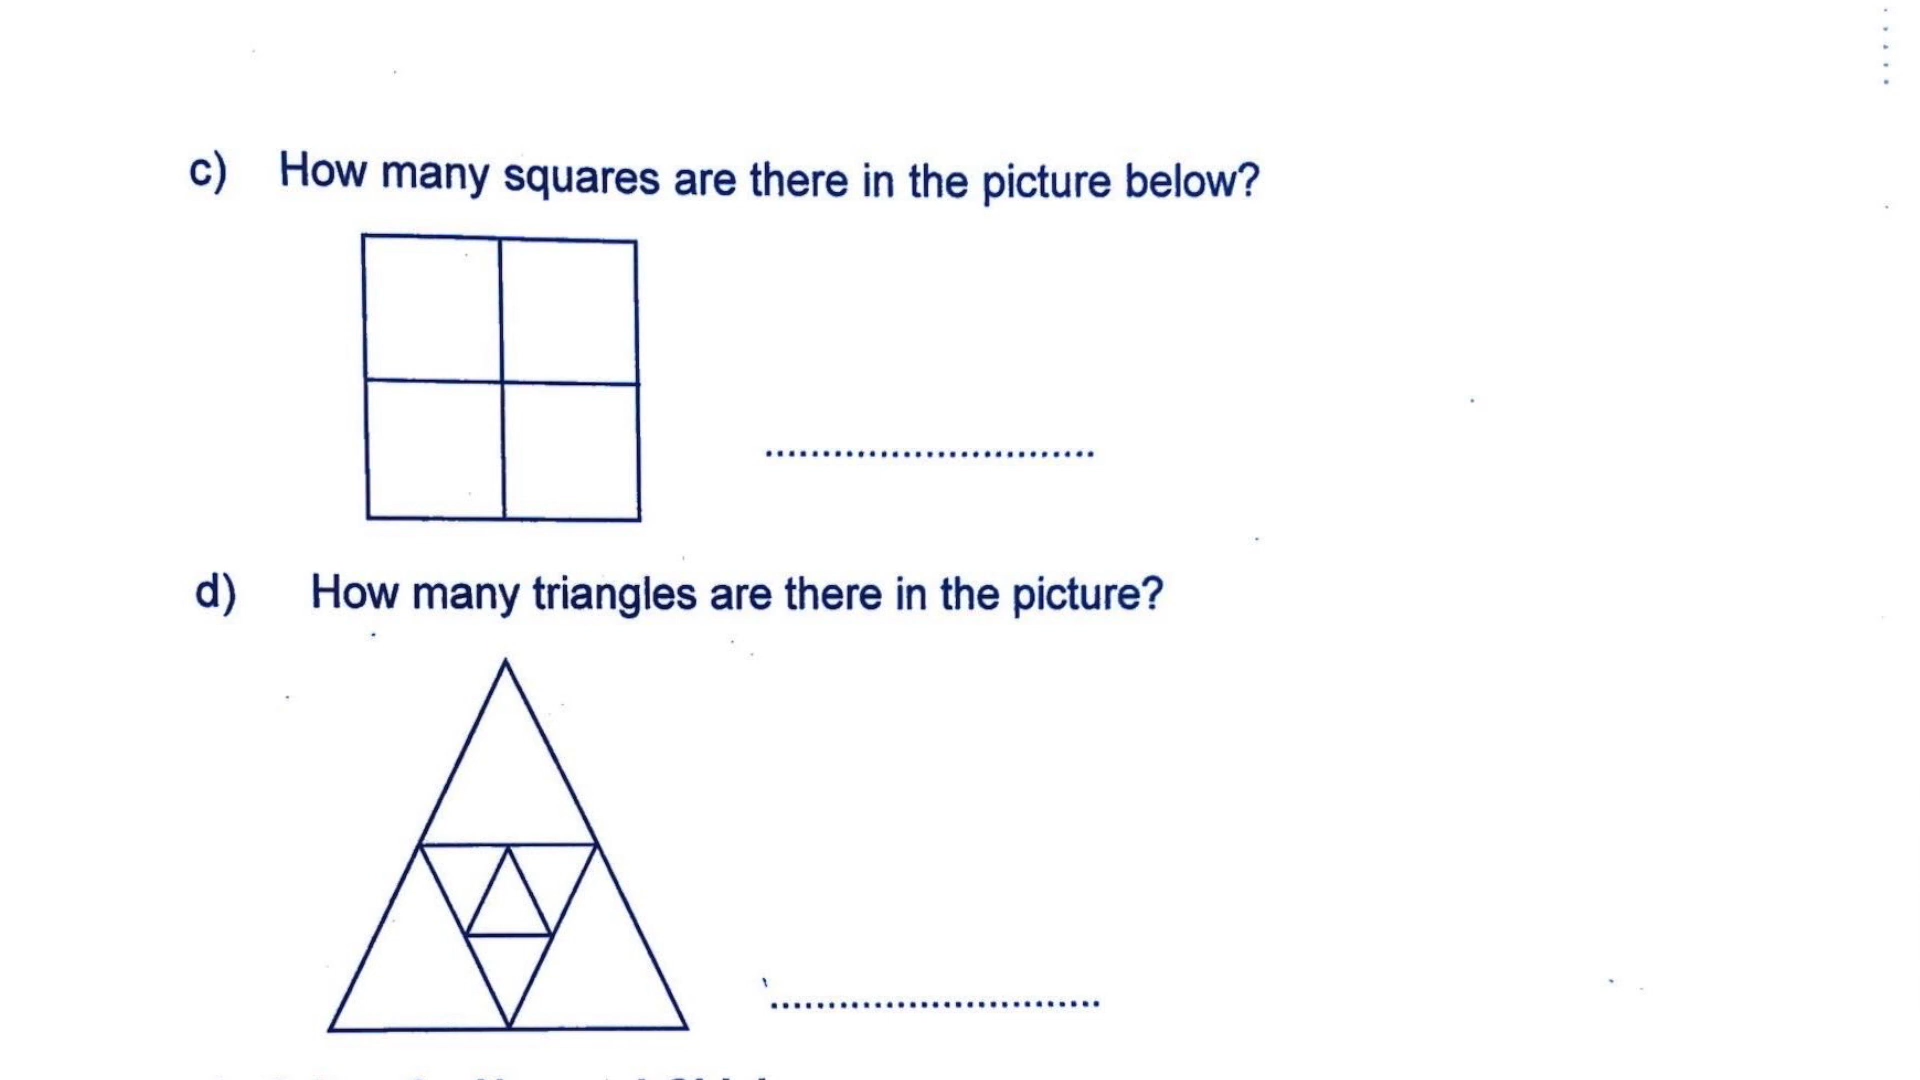 c) How many squares are there in the picture below?
............................
d) How many triangles are there in the picture?
............................